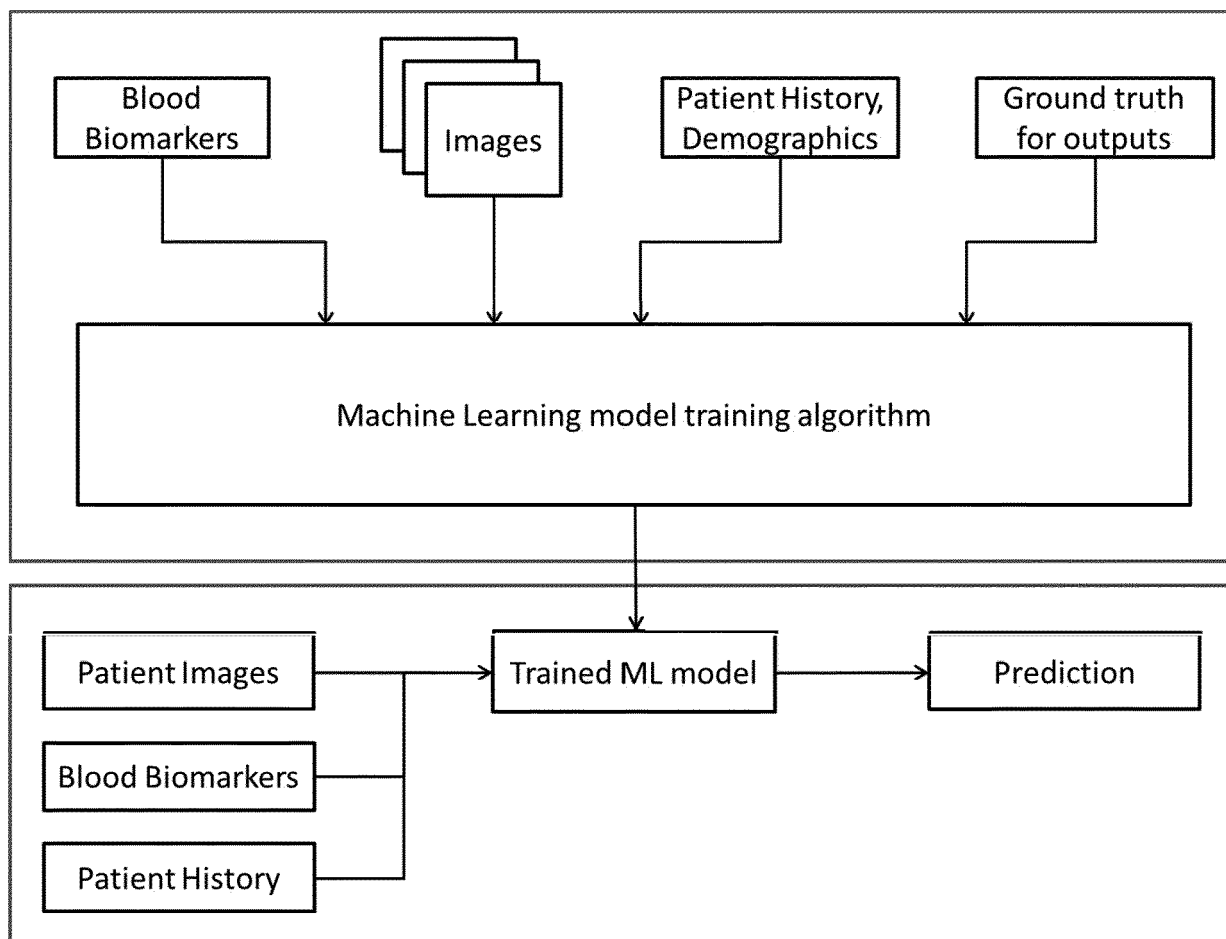 Blood
Biomarkers
Images
Patient History,
Demographics
Ground truth
for outputs
Machine Learning model training algorithm
Patient Images
Trained ML model
Prediction
Blood Biomarkers
Patient History